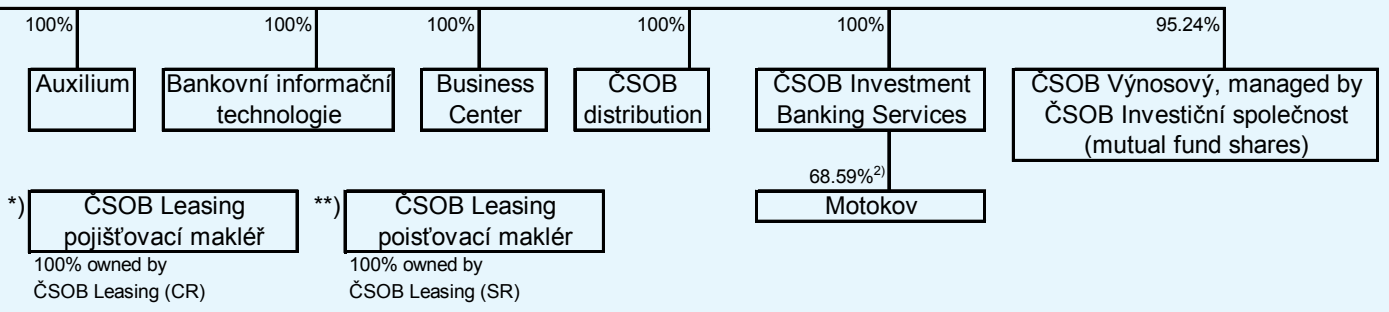 100% 100% 100% 100% 100% 95.24%
Auxilium
Bankovní informační
technologie
Business
Center
ČSOB
distribution
ČSOB Investment
Banking Services
ČSOB Výnosový, managed by
ČSOB Investiční společnost
(mutual fund shares)
68.59%2)
Motokov
*) ČSOB Leasing
pojišťovací makléř
100% owned by
ČSOB Leasing (CR)
**) ČSOB Leasing
poisťovací maklér
100% owned by
ČSOB Leasing (SR)